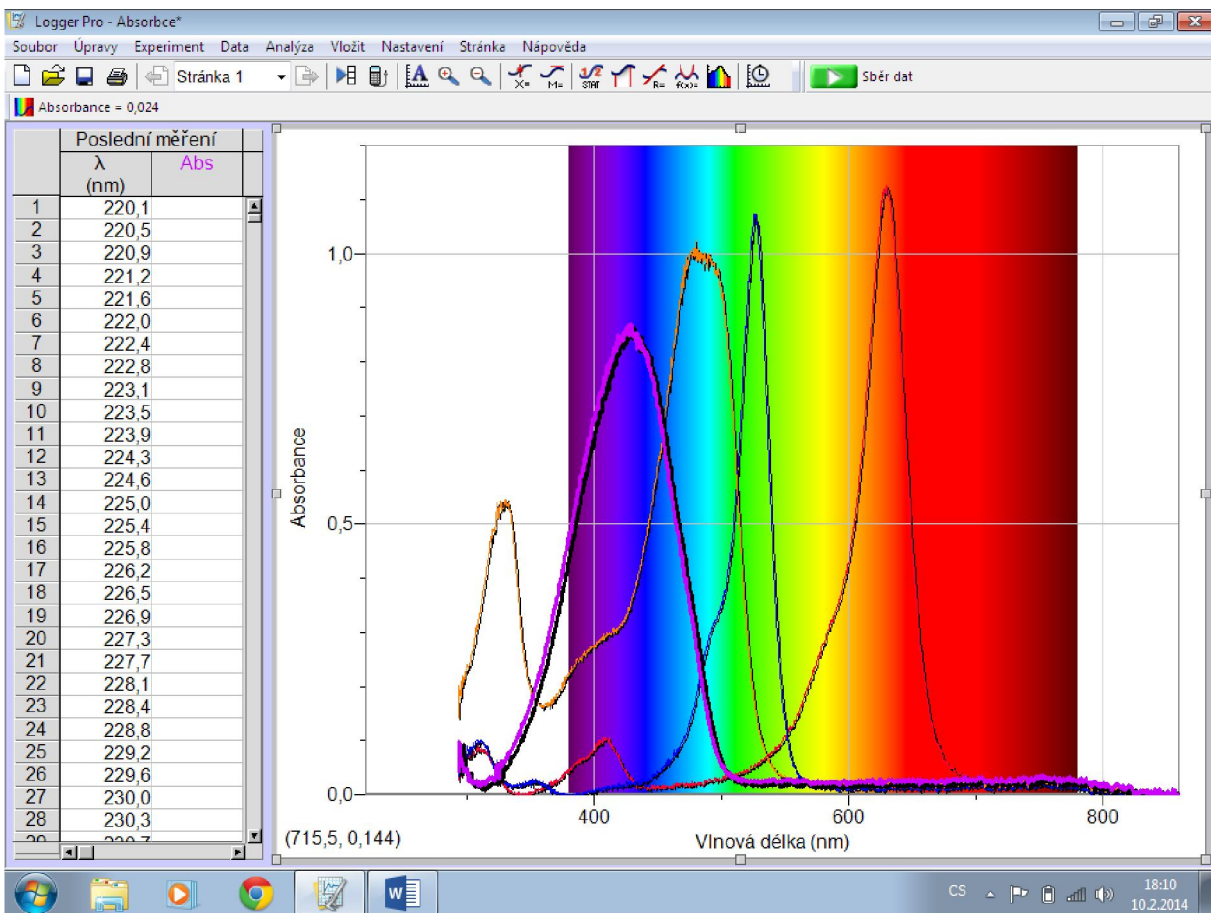 Logger Pro - Absorbce*
Soubor Úpravy Experiment Data Analýza Vložit Nastavení Stránka Nápověda
Stránka 1
Sběr dat
Absorbance = 0,024
Poslední měření
λ Abs
(nm)
1 220,1
2 220,5
3 220,9
4 221,2
5 221,6
6 222,0
7 222,4
8 222,8
9 223,1
10 223,5
11 223,9
12 224,3
13 224,6
14 225,0
15 225,4
16 225,8
17 226,2
18 226,5
19 226,9
20 227,3
21 227,7
22 228,1
23 228,4
24 228,8
25 229,2
26 229,6
27 230,0
28 230,3
29 230,7
Absorbance
1,0
0,5
0,0
400 600 800
(715,5, 0,144)
Vlnová délka (nm)
CS
18:10
10.2.2014